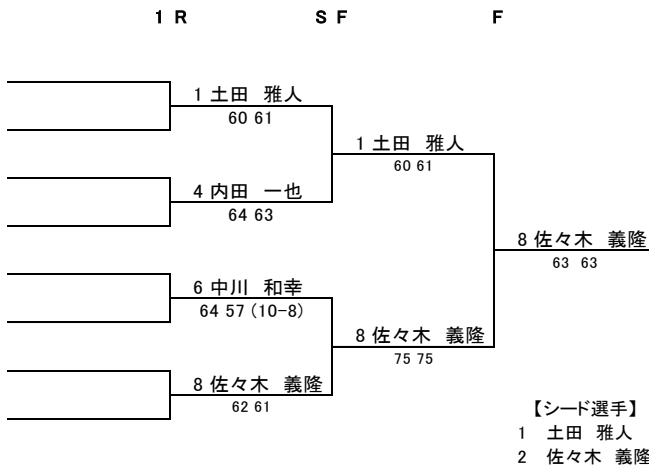 1 R S F F
1 土田 雅人
60 61
1 土田 雅人
60 61
4 内田 一也
64 63
8 佐々木 義隆
63 63
6 中川 和幸
64 57 (10-8)
8 佐々木 義隆
75 75
8 佐々木 義隆
62 61
【シード選手】
1 土田 雅人
2 佐々木 義隆